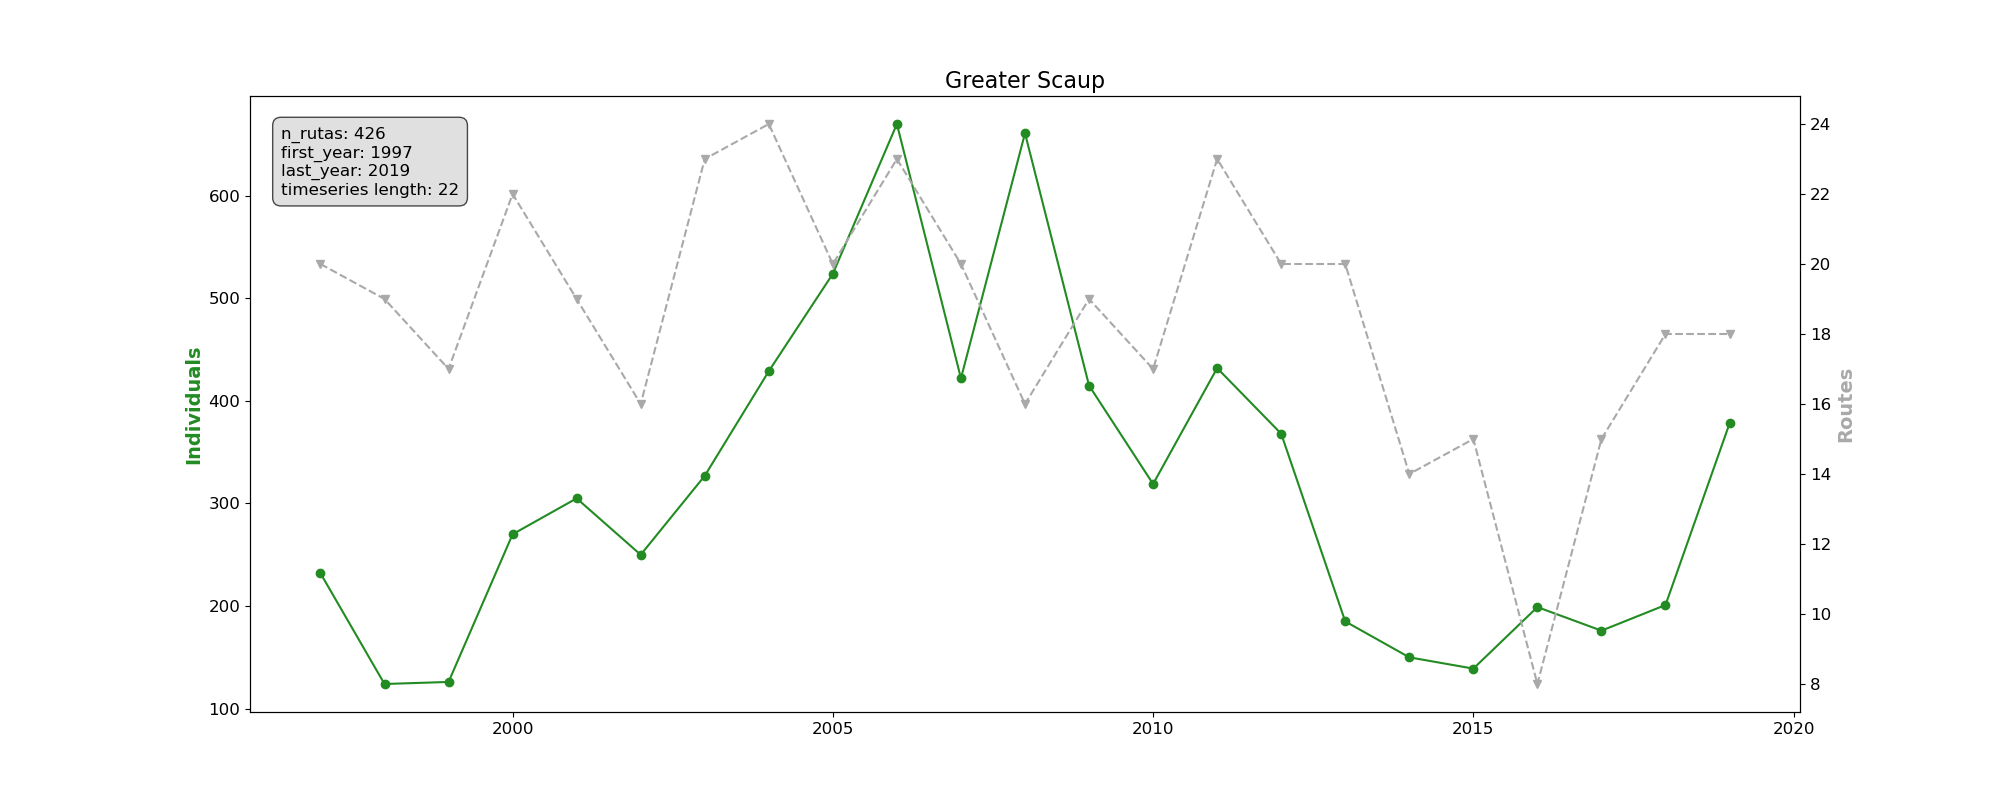 Greater Scaup
n_rutas: 426
first_year: 1997
last_year: 2019
timeseries length: 22
600
500
400
300
200
100
Individuals
24
22
20
18
16
14
12
10
8
Routes
2000 2005 2010 2015 2020